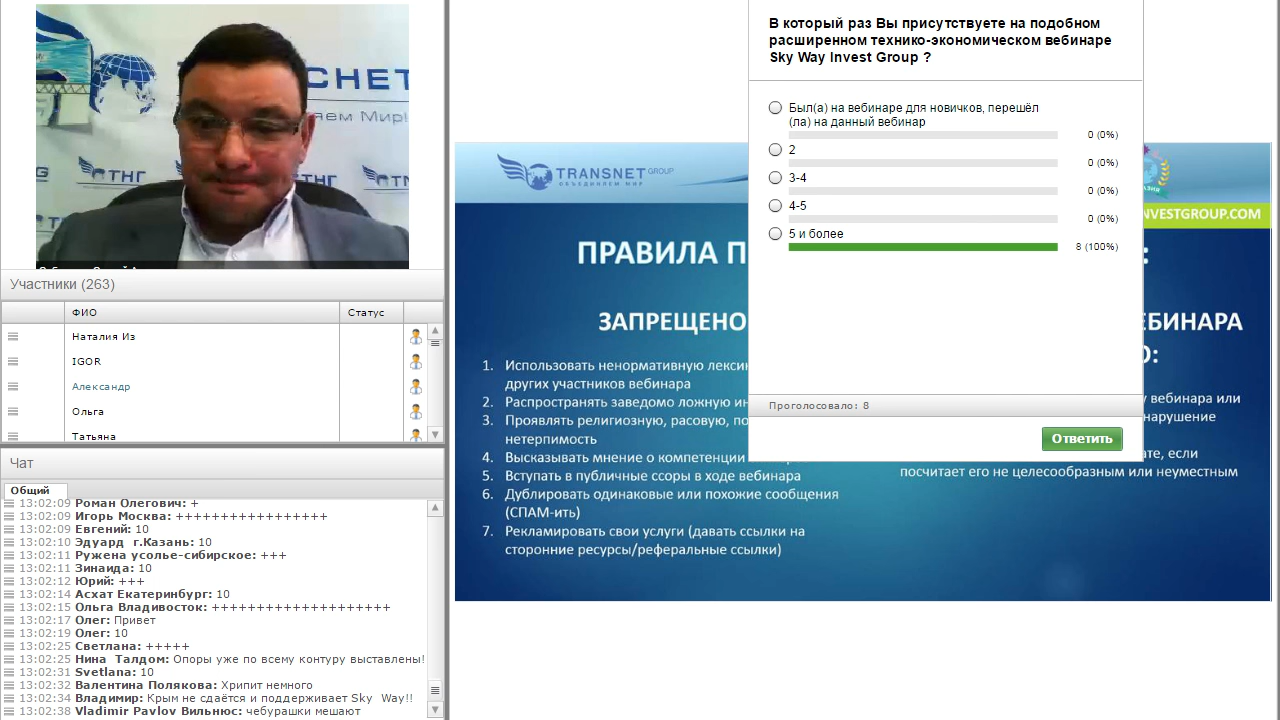 СНЕТ
яем Мир!
ТНГ
Участники (263)
ФИО
Статус
Наталия Из
IGOR
Александр
Ольга
Татьяна
Чат
Общий
13:02:09 Роман Олегович: +
13:02:09 Игорь Москва: +++++++++++++++++
13:02:09 Евгений: 10
13:02:10 Эдуард г.Казань: 10
13:02:11 Ружена усолье-сибирское: +++
13:02:11 Зинаида: 10
13:02:12 Юрий: +++
13:02:14 Асхат Екатеринбург: 10
13:02:15 Ольга Владивосток: ++++++++++++++++++++
13:02:17 Олег: Привет
13:02:19 Олег: 10
13:02:25 Светлана: +++++
13:02:25 Нина Талдом: Опоры уже по всему контуру выставлены!
13:02:31 Svetlana: 10
13:02:32 Валентина Полякова: Хрипит немного
13:02:34 Владимир: Крым не сдаётся и поддерживает Sky Way!!
13:02:38 Vladimir Pavlov Вильнюс: чебурашки мешают
В который раз Вы присутствуете на подобном
расширенном технико-экономическом вебинаре
Sky Way Invest Group ?
Был(а) на вебинаре для новичков, перешёл
(ла) на данный вебинар
0 (0%)
2
0 (0%)
3-4
0 (0%)
4-5
0 (0%)
5 и более
8 (100%)
Проголосовало: 8
Ответить
TRANSNET GROUP
ОБЪЕДИНЯЕМ МИР
NVESTGROUP.COM
ПРАВИЛА П
:
ЗАПРЕЩЕНО
ЕБИНАРА
О:
1. Использовать ненормативную лексик
других участников вебинара
2. Распространять заведомо ложную ин
3. Проявлять религиозную, расовую, по
нетерпимость
4. Высказывать мнение о компетенции
5. Вступать в публичные ссоры в ходе вебинара
6. Дублировать одинаковые или похожие сообщения
(СПАМ-ить)
7. Рекламировать свои услуги (давать ссылки на
сторонние ресурсы/реферальные ссылки)
у вебинара или
нарушение
те, если
посчитает его не целесообразным или неуместным